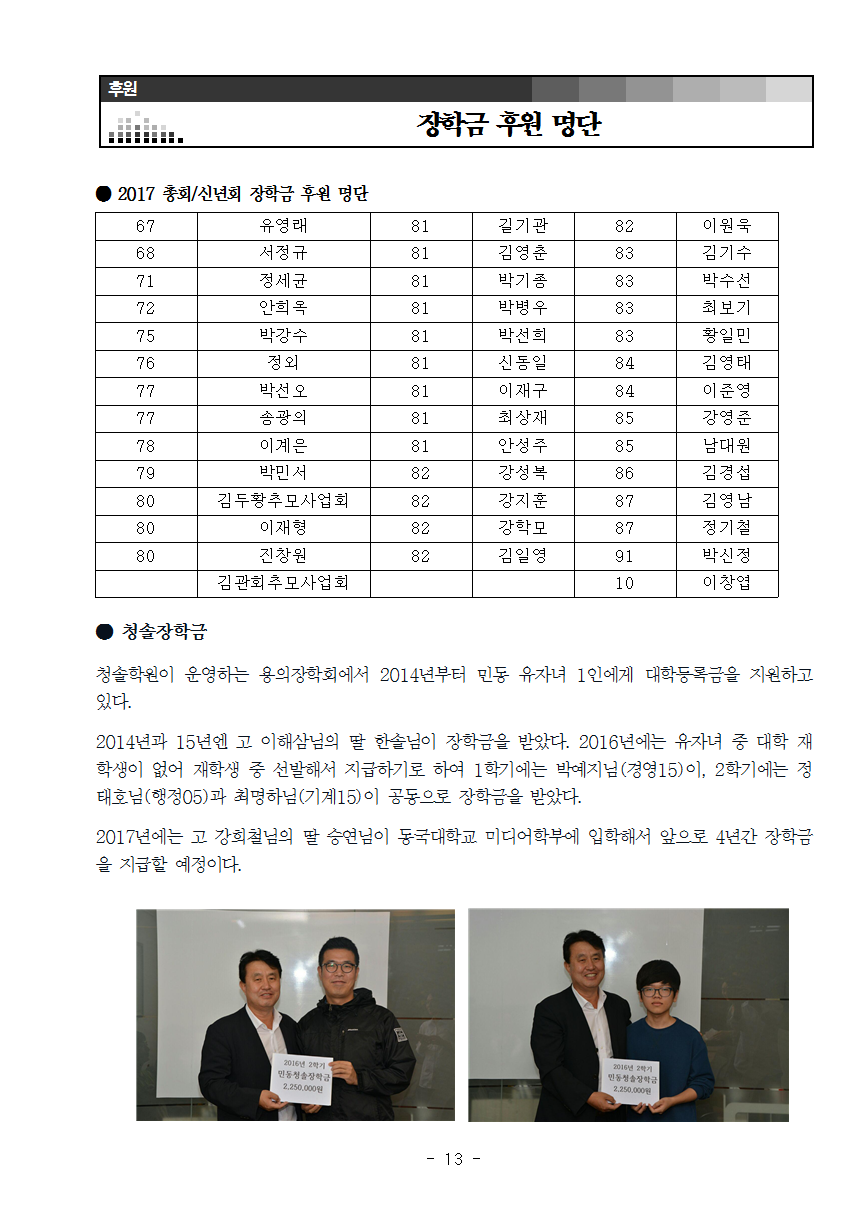 후원
장학금 후원 명단
● 2017 총회/신년회 장학금 후원 명단
67 유영래 81 길기관 82 이원욱
68 서정규 81 김영춘 83 김기수
71 정세균 81 박기종 83 박수선
72 안희옥 81 박병우 83 최보기
75 박강수 81 박선희 83 황일민
76 정외 81 신동일 84 김영태
77 박선오 81 이재구 84 이준영
77 송광의 81 최상재 85 강영준
78 이계은 81 안성주 85 남대원
79 박민서 82 강성복 86 김경섭
80 김두황추모사업회 82 강지훈 87 김영남
80 이재형 82 강학모 87 정기철
80 진창원 82 김일영 91 박신정
김관회추모사업회 10 이창엽
● 청솔장학금
청솔학원이 운영하는 용의장학회에서 2014년부터 민동 유자녀 1인에게 대학등록금을 지원하고
있다.
2014년과 15년엔 고 이해삼님의 딸 한솔님이 장학금을 받았다. 2016년에는 유자녀 중 대학 재
학생이 없어 재학생 중 선발해서 지급하기로 하여 1학기에는 박예지님(경영15)이, 2학기에는 정
태호님(행정05)과 최명하님(기계15)이 공동으로 장학금을 받았다.
2017년에는 고 강희철님의 딸 승연님이 동국대학교 미디어학부에 입학해서 앞으로 4년간 장학금
을 지급할 예정이다.
2016년 2학기
민동청솔장학금
2,250,000원
2016년 2학기
민동청솔장학금
2,250,000원
- 13 -